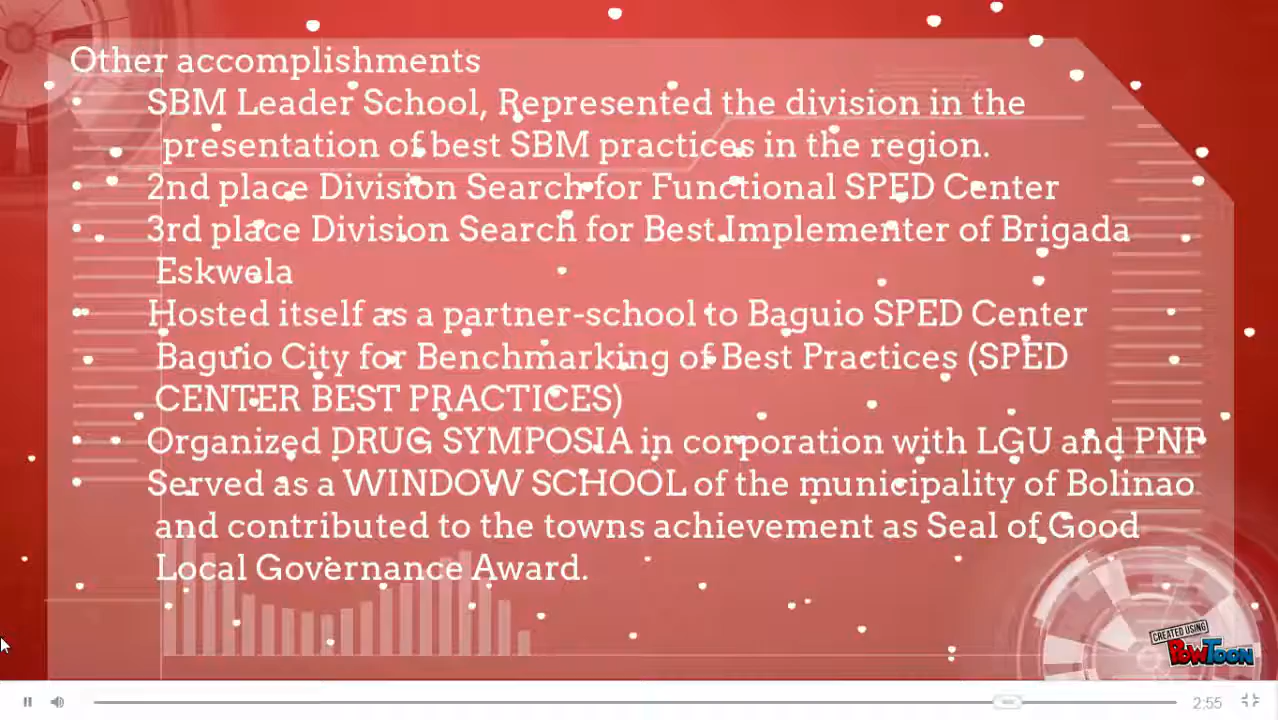 Other accomplishments
• SBM Leader School, Represented the division in the
presentation of best SBM practices in the region.
• 2nd place Division Search for Functional SPED Center
• 3rd place Division Search for Best Implementer of Brigada
Eskwela
• Hosted itself as a partner-school to Baguio SPED Center
Baguio City for Benchmarking of Best Practices (SPED
CENTER BEST PRACTICES)
• Organized DRUG SYMPOSIA in corporation with LGU and PNP
• Served as a WINDOW SCHOOL of the municipality of Bolinao
and contributed to the towns achievement as Seal of Good
Local Governance Award.
CREATED USING
POWTOON
2:55